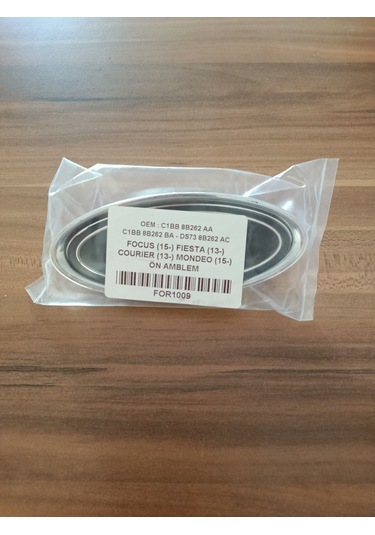 OEM : C1BB 8B262 AA
C1BB 8B262 BA - DS73 8B262 AC
FOCUS (15-) FIESTA (13-)
COURIER (13-) MONDEO (15-)
ÖN AMBLEM
FOR1009